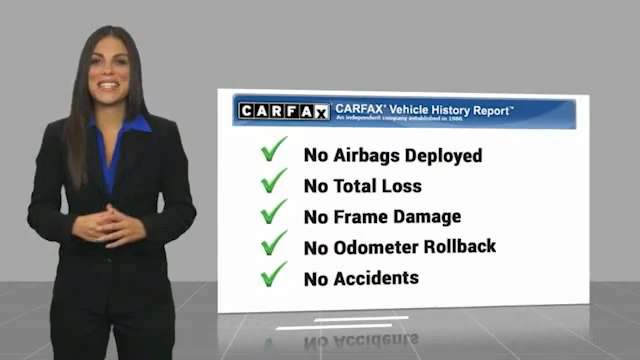 CARFAX CARFAX® Vehicle History Report™
An independent company established in 1986
No Airbags Deployed
No Total Loss
No Frame Damage
No Odometer Rollback
No Accidents